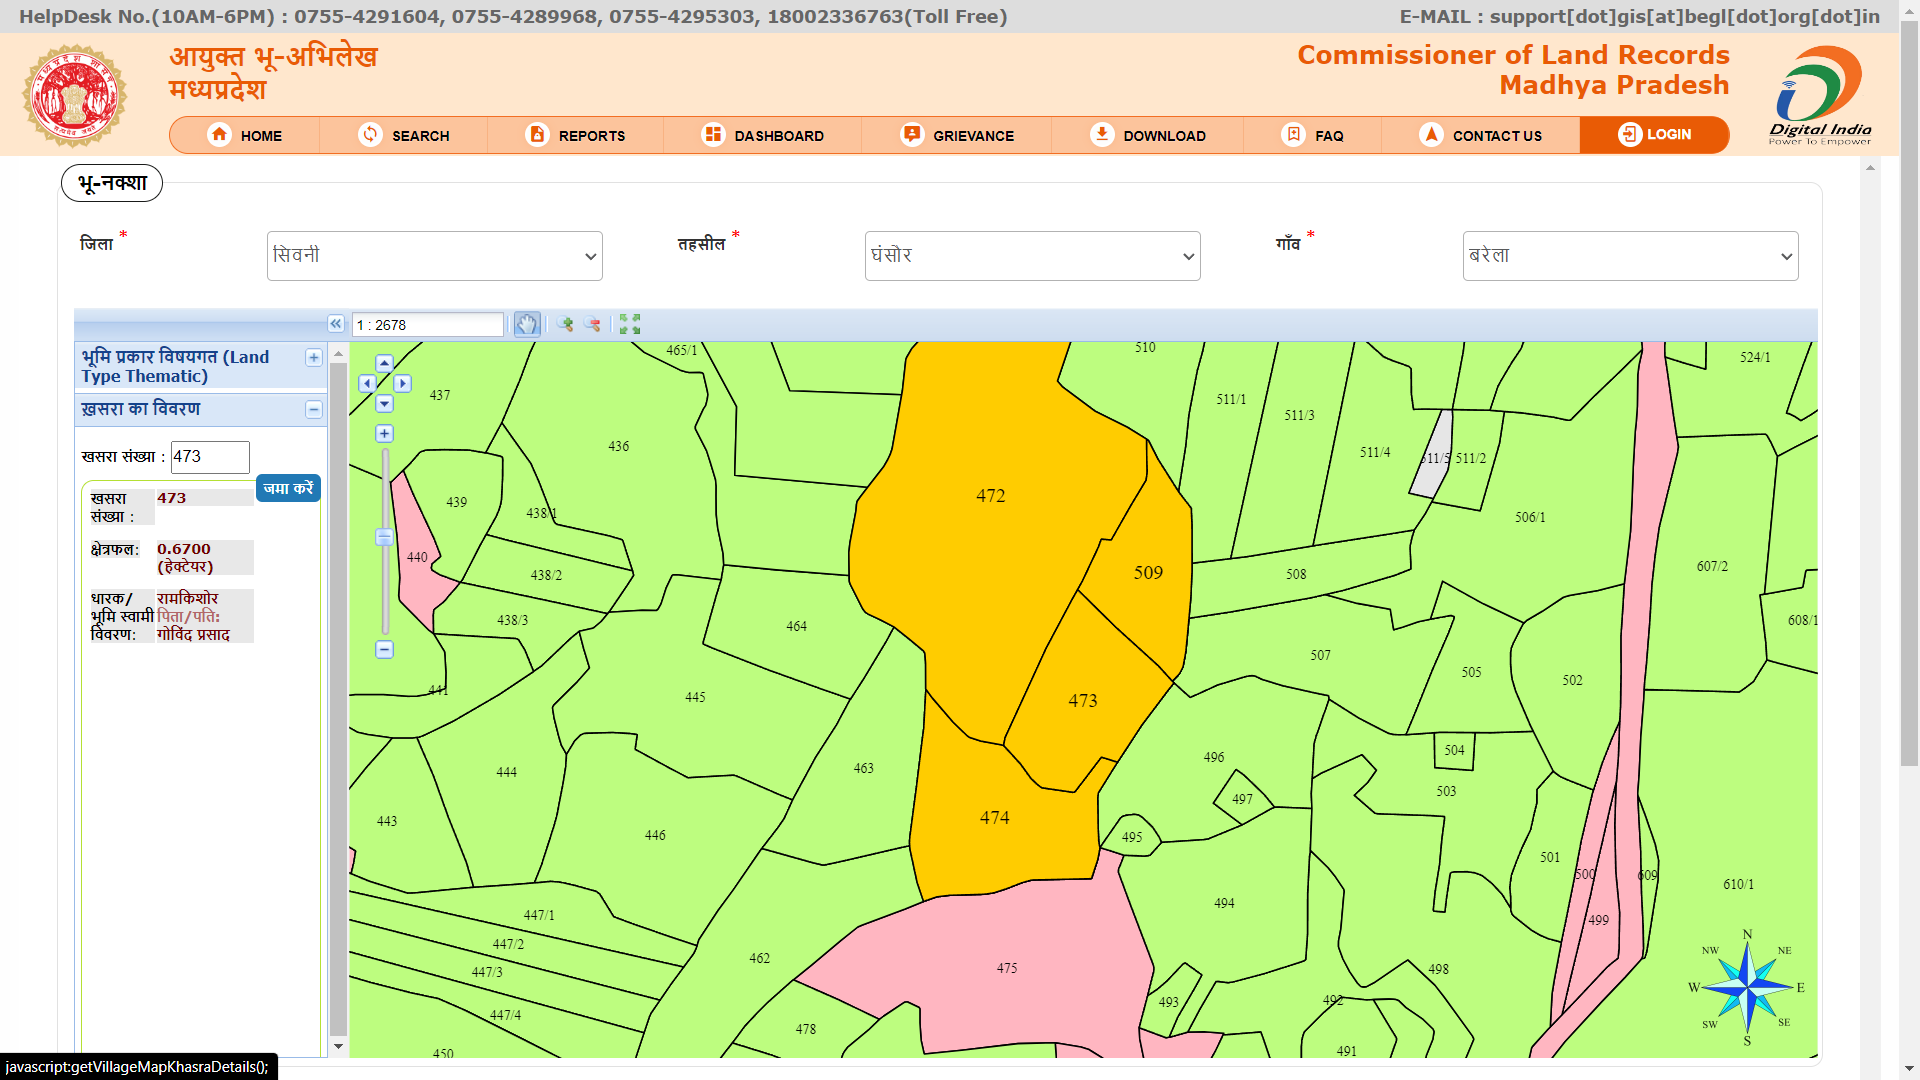 HelpDesk No.(10AM-6PM) : 0755-4291604, 0755-4289968, 0755-4295303, 18002336763(Toll Free)
E-MAIL : support[dot]gis[at]begl[dot]org[dot]in
आयुक्त भू-अभिलेख
मध्यप्रदेश
Commissioner of Land Records
Madhya Pradesh
Digital India
Power To Empower
HOME
SEARCH
REPORTS
DASHBOARD
GRIEVANCE
DOWNLOAD
FAQ
CONTACT US
LOGIN
भू-नक्शा
जिला *
सिवनी
तहसील *
घंसौर
गाँव *
बरेला
1 : 2678
भूमि प्रकार विषयगत (Land
Type Thematic)
ख़सरा का विवरण
खसरा संख्या : 473
जमा करें
खसरा 473
संख्या :
क्षेत्रफल: 0.6700
(हेक्टेयर)
धारक/ रामकिशोर
भूमि स्वामी पिता/पति:
विवरण: गोविंद प्रसाद
465/1
510
524/1
437
511/1
511/3
436
511/4
511/5
511/2
472
439
438/1
506/1
440
438/2
509
508
607/2
438/3
464
608/1
507
505
502
441
445
473
504
496
444
463
503
497
443
446
474
495
501
500
609
610/1
447/1
494
499
447/2
462
475
498
447/3
493
492
447/4
478
450
491
N
NW
NE
W
E
SW
SE
S
javascript:getVillageMapKhasraDetails();